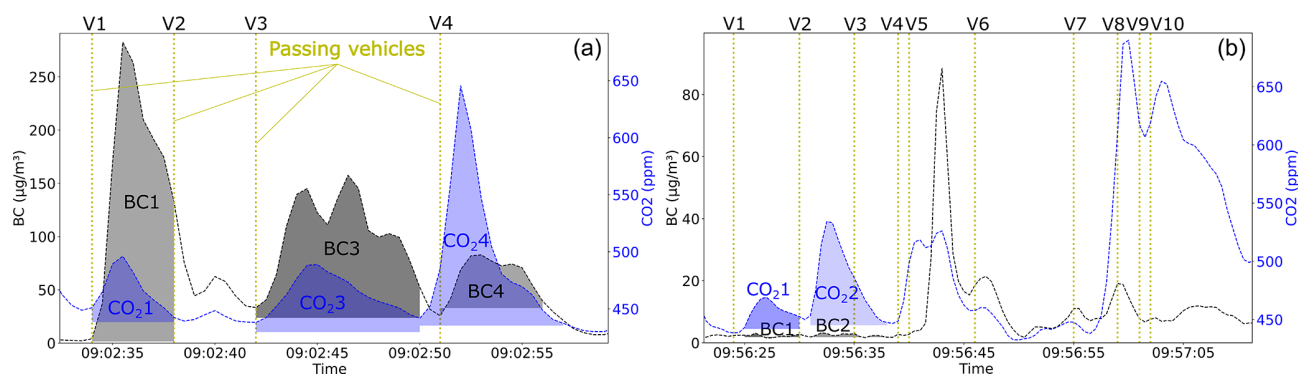 V1 V2 V3 V4
(a)
Passing vehicles
BC (µg/m³)
0
50
100
150
200
250
BC1
CO₂1
BC3
CO₂3
CO₂4
BC4
450
500
550
600
650
CO2 (ppm)
09:02:35 09:02:40 09:02:45 09:02:50 09:02:55
Time
V1 V2 V3 V4 V5 V6 V7 V8 V9 V10
(b)
BC (µg/m³)
0
20
40
60
80
CO₂1
BC1
CO₂2
BC2
450
500
550
600
650
CO2 (ppm)
09:56:25 09:56:35 09:56:45 09:56:55 09:57:05
Time